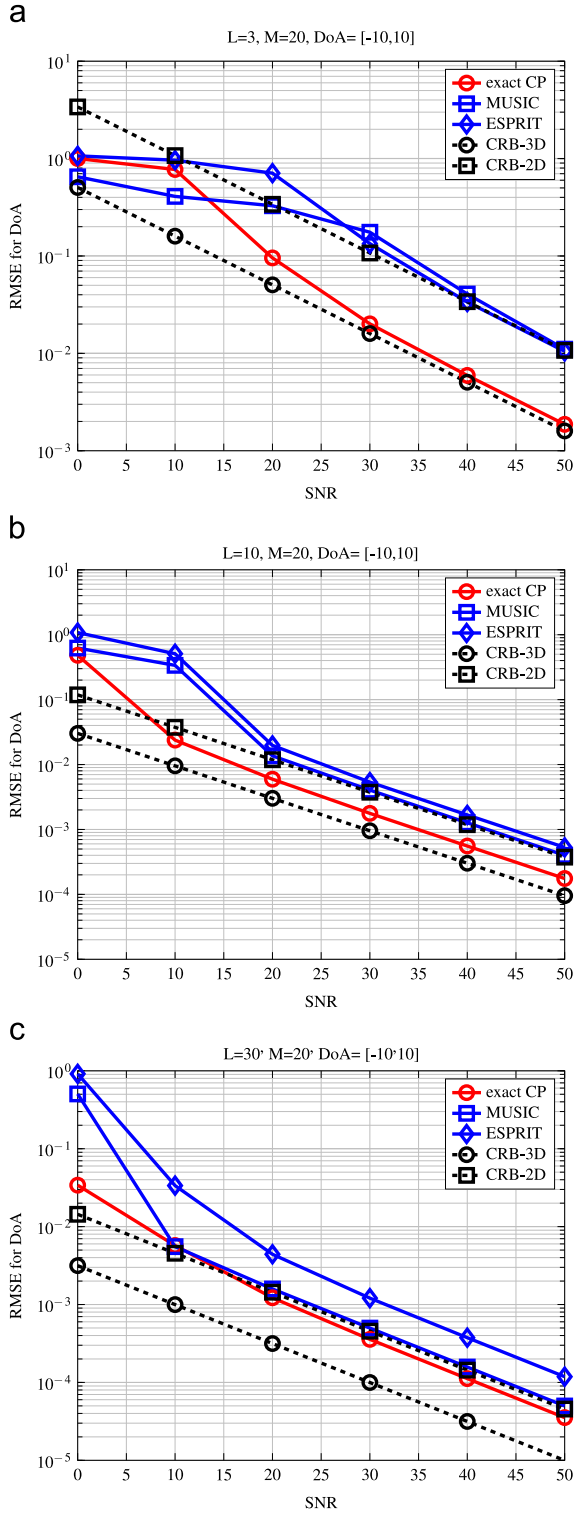 a
L=3, M=20, DoA= [-10,10]
10^1
10^0
10^-1
10^-2
10^-3
RMSE for DoA
exact CP
MUSIC
ESPRIT
CRB-3D
CRB-2D
0 5 10 15 20 25 30 35 40 45 50
SNR
b
L=10, M=20, DoA= [-10,10]
10^1
10^0
10^-1
10^-2
10^-3
10^-4
10^-5
RMSE for DoA
exact CP
MUSIC
ESPRIT
CRB-3D
CRB-2D
0 5 10 15 20 25 30 35 40 45 50
SNR
c
L=30, M=20, DoA= [-10,10]
10^0
10^-1
10^-2
10^-3
10^-4
10^-5
RMSE for DoA
exact CP
MUSIC
ESPRIT
CRB-3D
CRB-2D
0 5 10 15 20 25 30 35 40 45 50
SNR